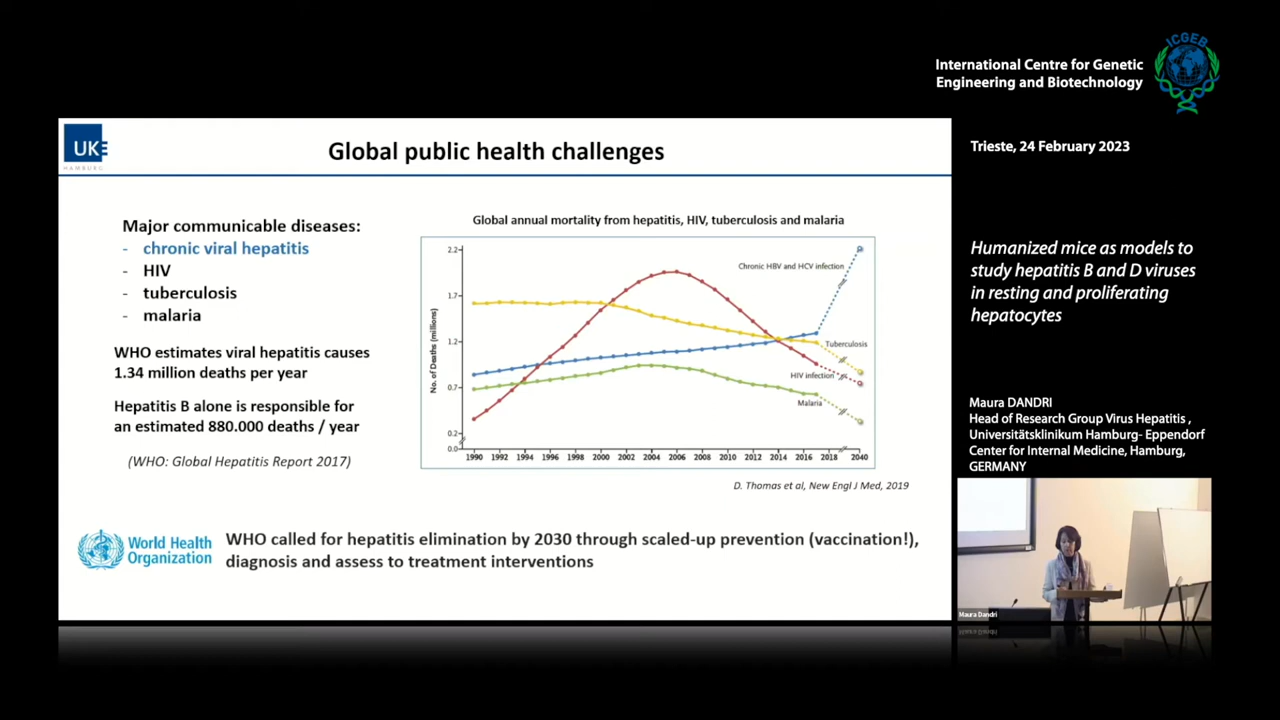 International Centre for Genetic
Engineering and Biotechnology
ICGEB
Trieste, 24 February 2023
UKE
HAMBURG
Global public health challenges
Major communicable diseases:
- chronic viral hepatitis
- HIV
- tuberculosis
- malaria
WHO estimates viral hepatitis causes
1.34 million deaths per year
Hepatitis B alone is responsible for
an estimated 880.000 deaths / year
(WHO: Global Hepatitis Report 2017)
Global annual mortality from hepatitis, HIV, tuberculosis and malaria
No. of Deaths (millions)
2.2
1.7
1.2
0.7
0.2
0.0
Chronic HBV and HCV infection
Tuberculosis
HIV infection
Malaria
1990 1992 1994 1996 1998 2000 2002 2004 2006 2008 2010 2012 2014 2016 2018 2040
D. Thomas et al, New Engl J Med, 2019
World Health
Organization
WHO called for hepatitis elimination by 2030 through scaled-up prevention (vaccination!),
diagnosis and assess to treatment interventions
Humanized mice as models to
study hepatitis B and D viruses
in resting and proliferating
hepatocytes
Maura DANDRI
Head of Research Group Virus Hepatitis ,
Universitätsklinikum Hamburg- Eppendorf
Center for Internal Medicine, Hamburg,
GERMANY
Maura Dandri